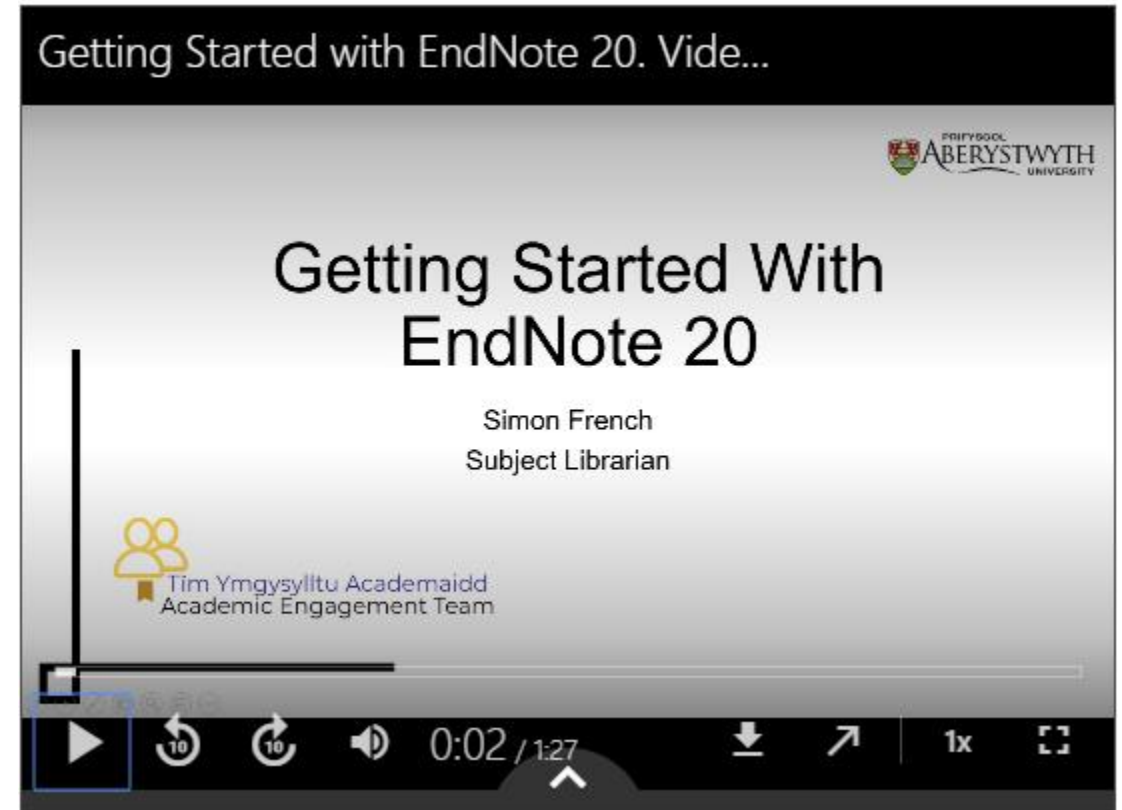 Getting Started with EndNote 20. Vide...
PRIFYSGOL
ABERYSTWYTH
UNIVERSITY
Getting Started With
EndNote 20
Simon French
Subject Librarian
Tîm Ymgysylltu Academaidd
Academic Engagement Team
10 10 0:02 / 1:27 1x